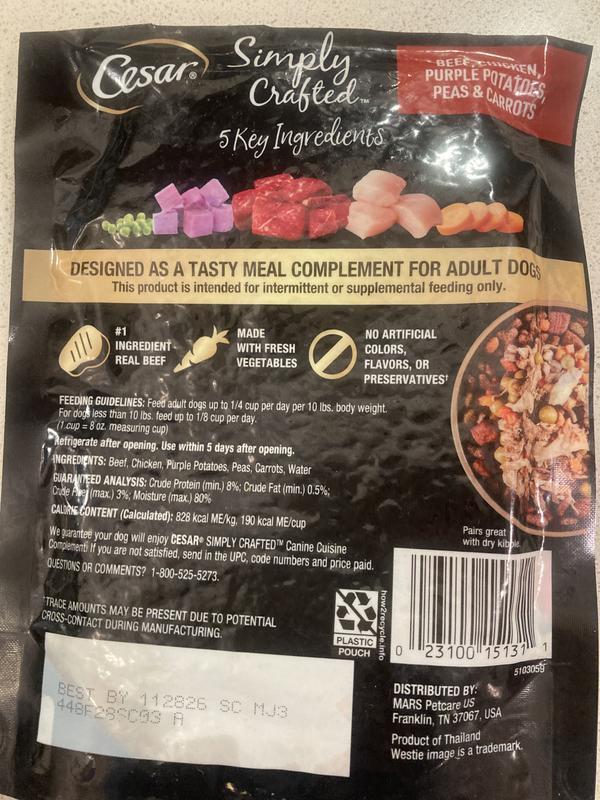 Cesar®
Simply
Crafted™
BEEF, CHICKEN,
PURPLE POTATOES,
PEAS & CARROTS
5 Key Ingredients
DESIGNED AS A TASTY MEAL COMPLEMENT FOR ADULT DOGS
This product is intended for intermittent or supplemental feeding only.
#1
INGREDIENT
REAL BEEF
MADE
WITH FRESH
VEGETABLES
NO ARTIFICIAL
COLORS,
FLAVORS, OR
PRESERVATIVES†
FEEDING GUIDELINES: Feed adult dogs up to 1/4 cup per day per 10 lbs. body weight.
For dogs less than 10 lbs. feed up to 1/8 cup per day.
(1 cup = 8 oz. measuring cup)
Refrigerate after opening. Use within 5 days after opening.
INGREDIENTS: Beef, Chicken, Purple Potatoes, Peas, Carrots, Water
GUARANTEED ANALYSIS: Crude Protein (min.) 8%; Crude Fat (min.) 0.5%;
Crude Fiber (max.) 3%; Moisture (max.) 80%
CALORIE CONTENT (Calculated): 828 kcal ME/kg, 190 kcal ME/cup
We guarantee your dog will enjoy CESAR® SIMPLY CRAFTED™ Canine Cuisine
Complement! If you are not satisfied, send in the UPC, code numbers and price paid.
QUESTIONS OR COMMENTS? 1-800-525-5273.
†TRACE AMOUNTS MAY BE PRESENT DUE TO POTENTIAL
CROSS-CONTACT DURING MANUFACTURING.
Pairs great
with dry kibble.
PLASTIC
POUCH
how2recycle.info
0 23100 15131 1
5103059
BEST BY 112826 SC MJ3
448F28SC03 A
DISTRIBUTED BY:
MARS Petcare US
Franklin, TN 37067, USA
Product of Thailand
Westie image is a trademark.